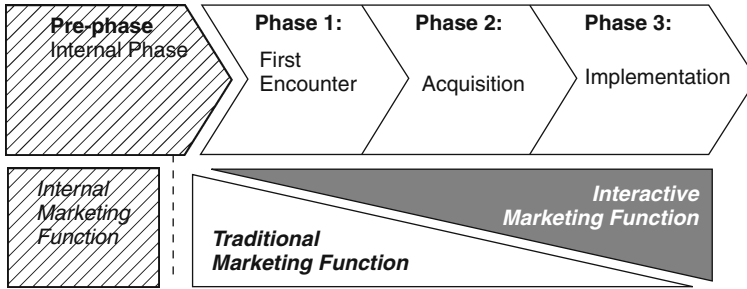 Pre-phase
Internal Phase
Phase 1:
First
Encounter
Phase 2:
Acquisition
Phase 3:
Implementation
Internal
Marketing
Function
Interactive
Marketing Function
Traditional
Marketing Function